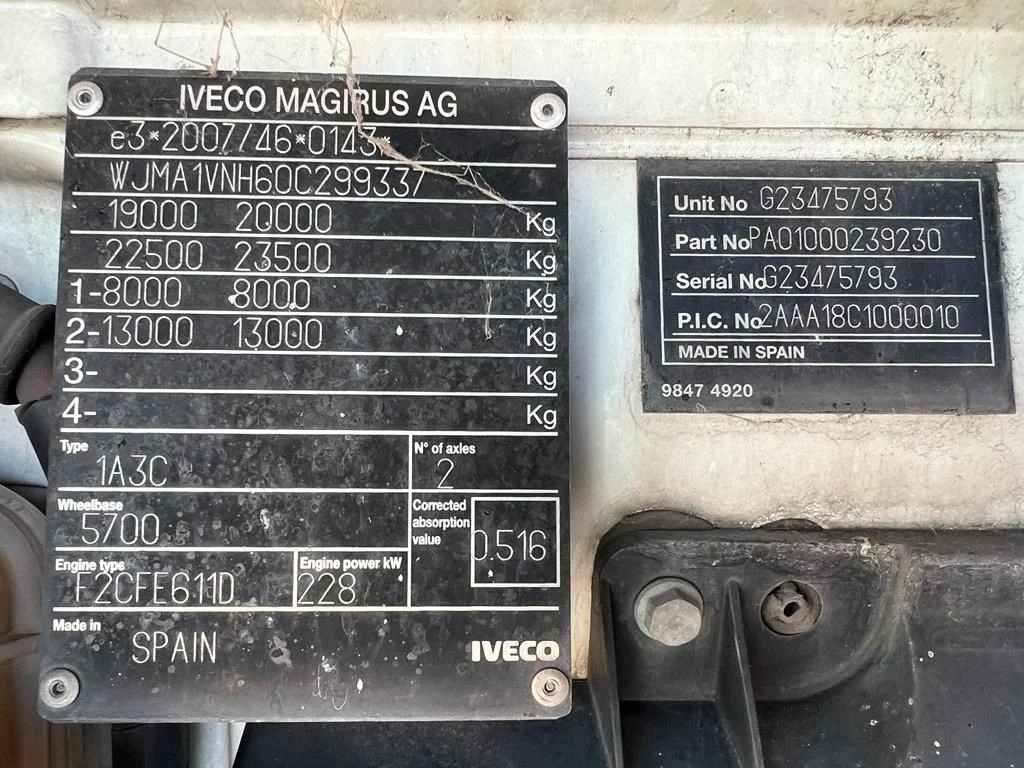 IVECO MAGIRUS AG
e3*2007/46*0143*
WJMA1VNH60C299337
19000 20000 Kg
22500 23500 Kg
1-8000 8000 Kg
2-13000 13000 Kg
3- Kg
4- Kg
Type
1A3C
N° of axles
2
Wheelbase
5700
Corrected
absorption
value
0.516
Engine type
F2CFE611D
Engine power kW
228
Made in
SPAIN
IVECO
Unit No G23475793
Part No PA01000239230
Serial No G23475793
P.I.C. No 2AAA18C1000010
MADE IN SPAIN
9847 4920